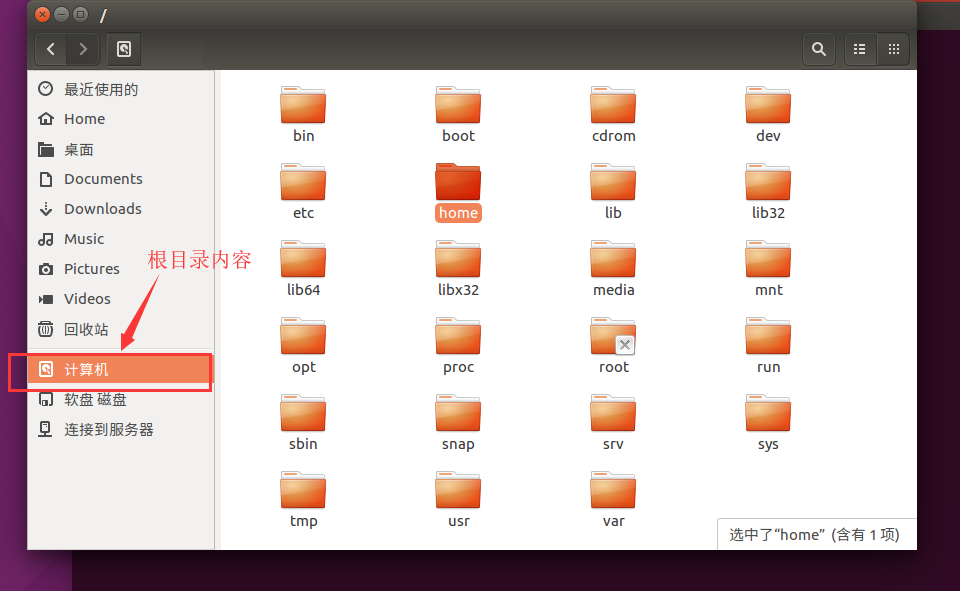 /
最近使用的
Home
桌面
Documents
Downloads
Music
Pictures
Videos
回收站
计算机
软盘 磁盘
连接到服务器
根目录内容
bin boot cdrom dev
etc home lib lib32
lib64 libx32 media mnt
opt proc root run
sbin snap srv sys
tmp usr var
选中了“home” (含有 1 项)